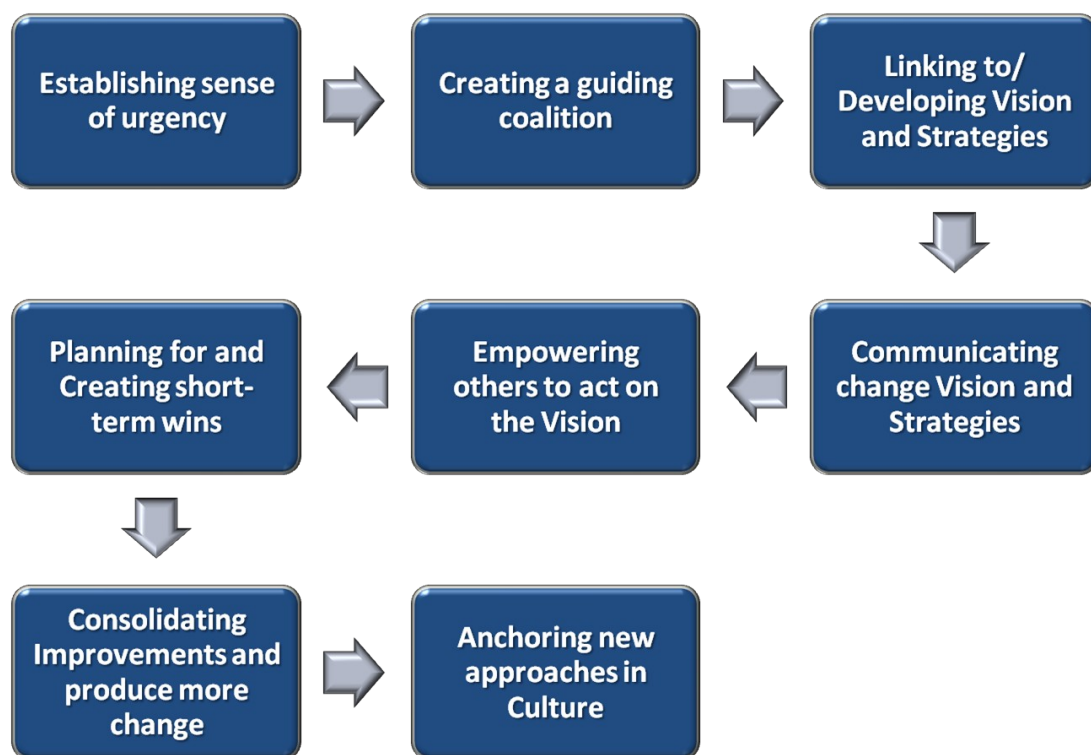 Establishing sense
of urgency
Creating a guiding
coalition
Linking to/
Developing Vision
and Strategies
Communicating
change Vision and
Strategies
Empowering
others to act on
the Vision
Planning for and
Creating short-
term wins
Consolidating
Improvements and
produce more
change
Anchoring new
approaches in
Culture